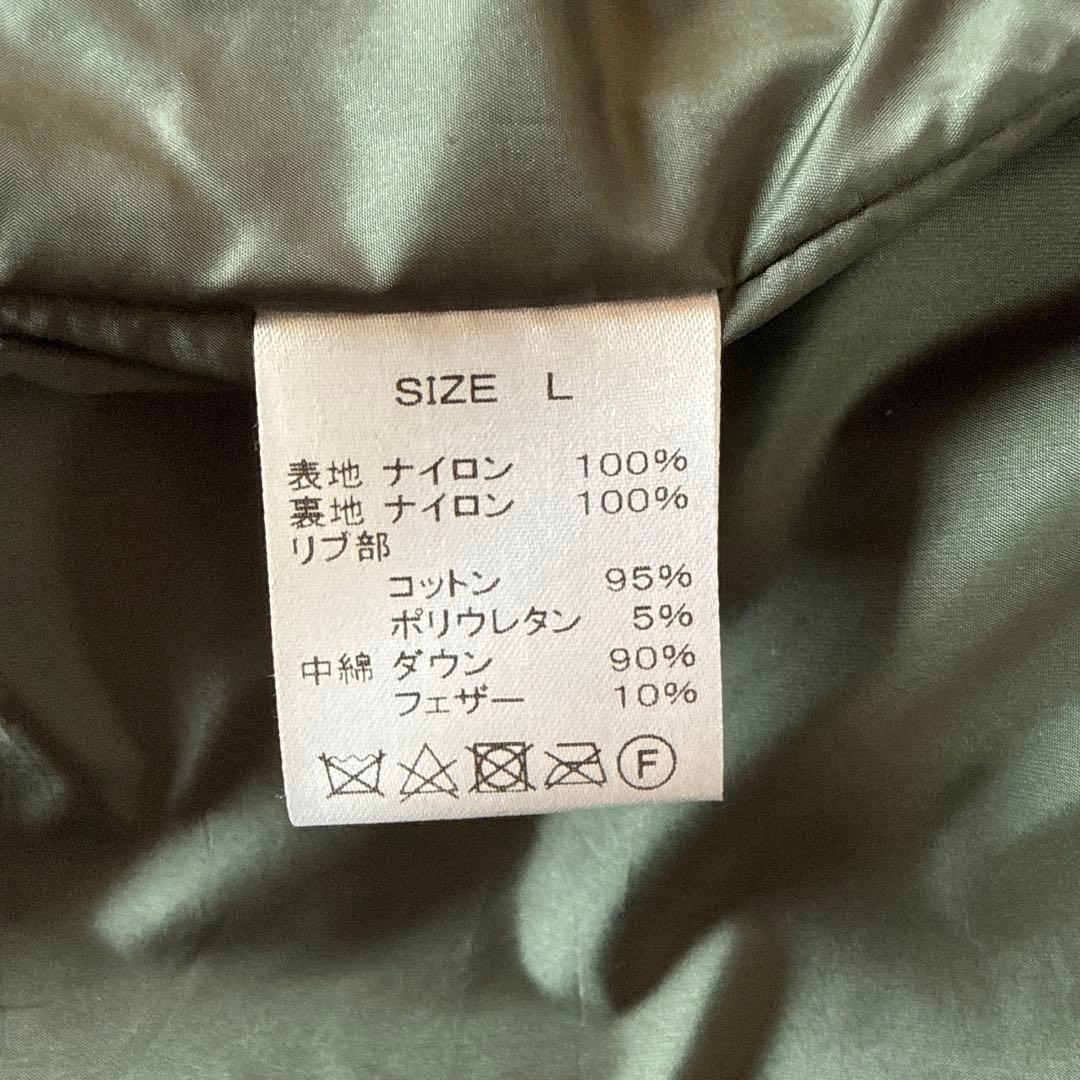 SIZE L
表地 ナイロン 100%
裏地 ナイロン 100%
リブ部
コットン 95%
ポリウレタン 5%
中綿 ダウン 90%
フェザー 10%
F